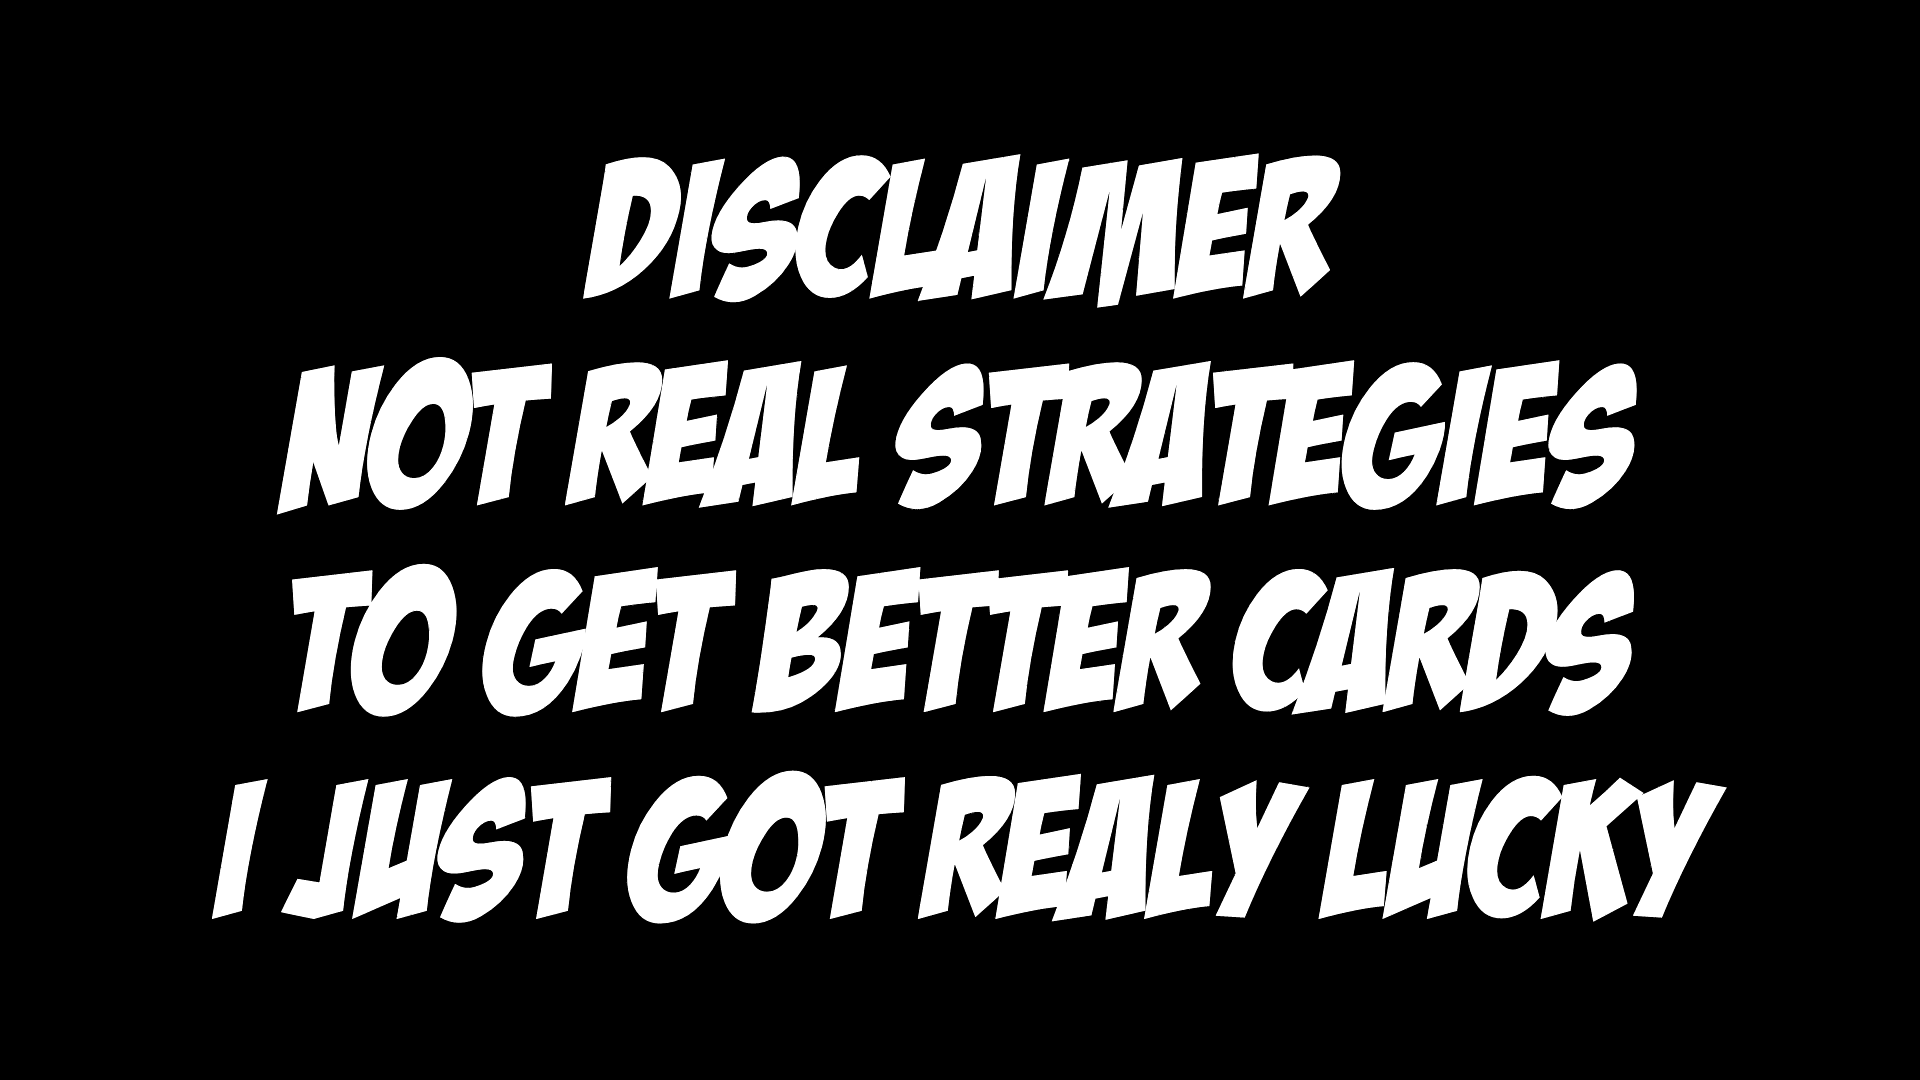 DISCLAIMER
NOT REAL STRATEGIES
TO GET BETTER CARDS
I JUST GOT REALY LUCKY